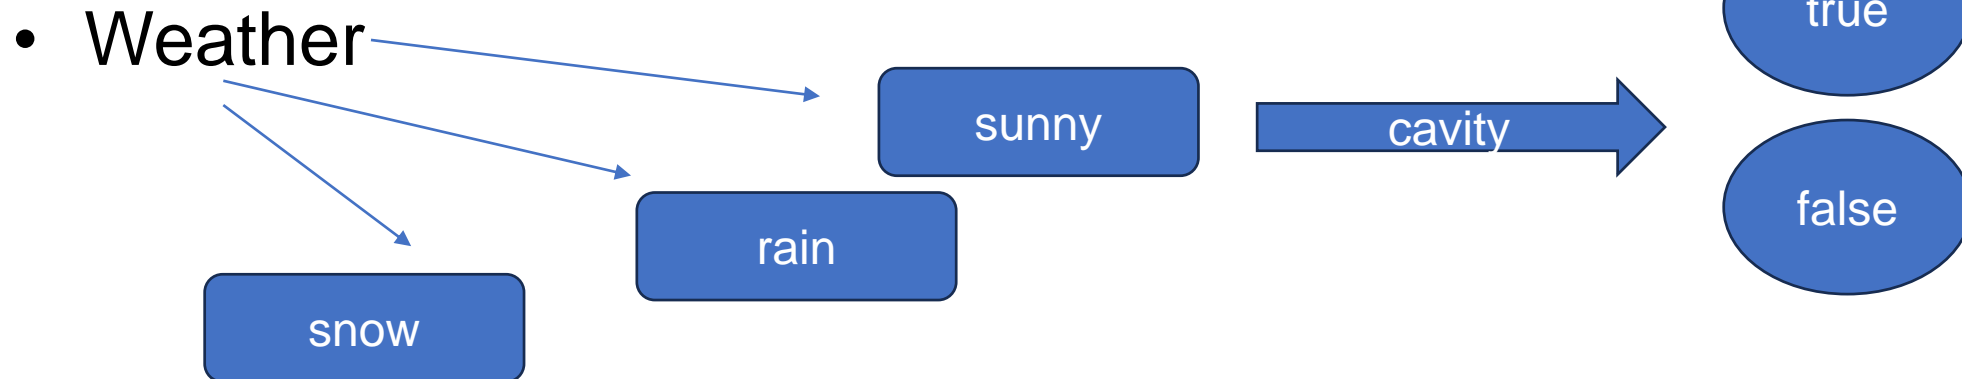 true
• Weather
sunny
cavity
false
rain
snow